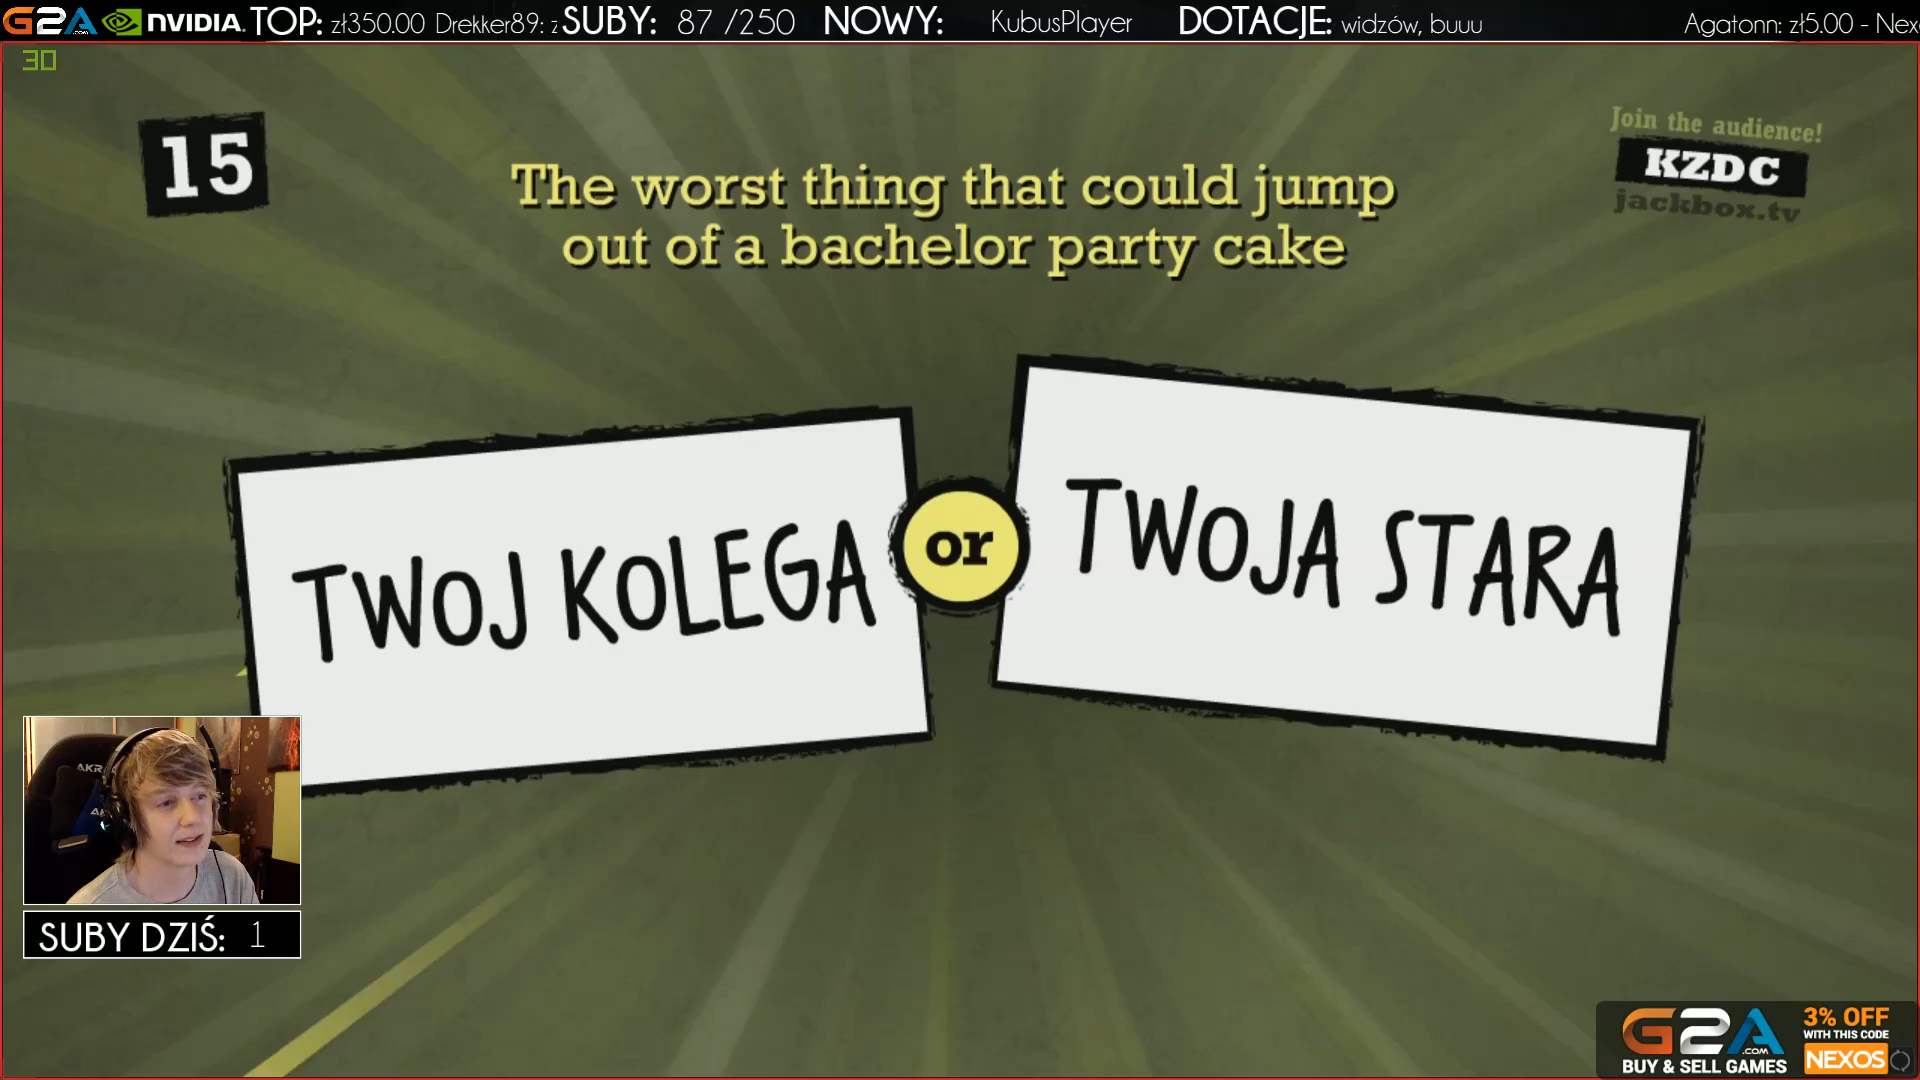 G2A .COM NVIDIA. TOP: zł350.00 Drekker89: z SUBY: 87 /250 NOWY: KubusPlayer DOTACJE: widzów, buuu Agatonn: zł5.00 - Nex
30
15
Join the audience!
KZDC
jackbox.tv
The worst thing that could jump
out of a bachelor party cake
TWOJ KOLEGA
or
TWOJA STARA
SUBY DZIŚ: 1
G2A .COM
BUY & SELL GAMES
3% OFF
WITH THIS CODE
NEXOS